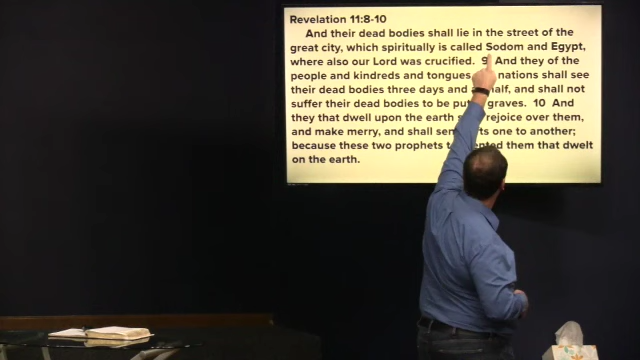 Revelation 11:8-10
And their dead bodies shall lie in the street of the
great city, which spiritually is called Sodom and Egypt,
where also our Lord was crucified. 9 And they of the
people and kindreds and tongues nations shall see
their dead bodies three days and half, and shall not
suffer their dead bodies to be put graves. 10 And
they that dwell upon the earth rejoice over them,
and make merry, and shall one to another;
because these two prophets them that dwelt
on the earth.